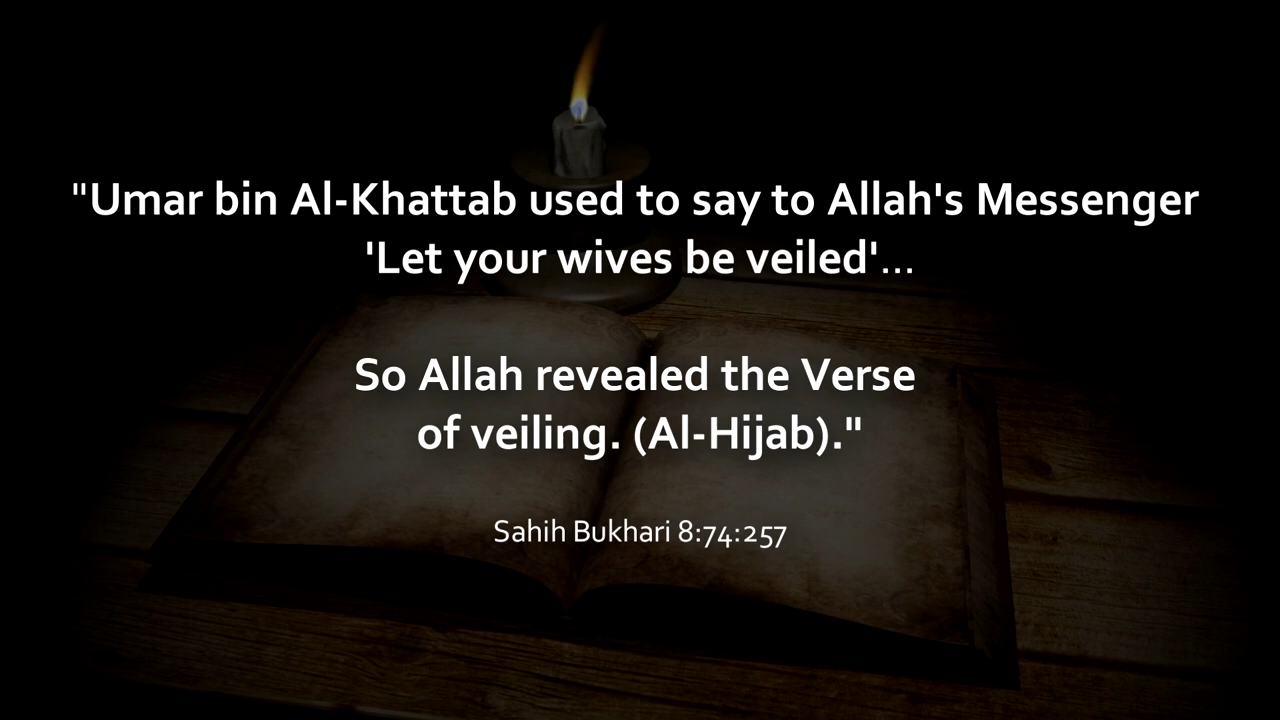 "Umar bin Al-Khattab used to say to Allah's Messenger
'Let your wives be veiled'...
So Allah revealed the Verse
of veiling. (Al-Hijab)."
Sahih Bukhari 8:74:257